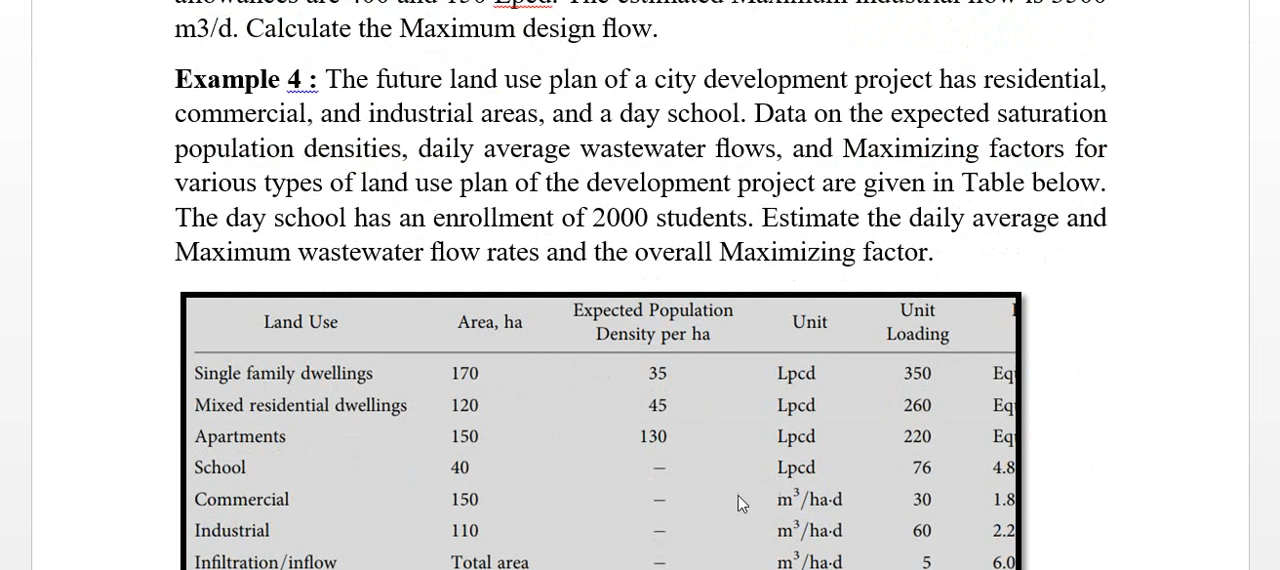 m3/d. Calculate the Maximum design flow.
Example 4 : The future land use plan of a city development project has residential,
commercial, and industrial areas, and a day school. Data on the expected saturation
population densities, daily average wastewater flows, and Maximizing factors for
various types of land use plan of the development project are given in Table below.
The day school has an enrollment of 2000 students. Estimate the daily average and
Maximum wastewater flow rates and the overall Maximizing factor.
Land Use Area, ha Expected Population Density per ha Unit Unit Loading
Single family dwellings 170 35 Lpcd 350
Mixed residential dwellings 120 45 Lpcd 260
Apartments 150 130 Lpcd 220
School 40 – Lpcd 76 4.8
Commercial 150 – m³/ha·d 30 1.8
Industrial 110 – m³/ha·d 60 2.2
Infiltration/inflow Total area – m³/ha·d 5 6.0